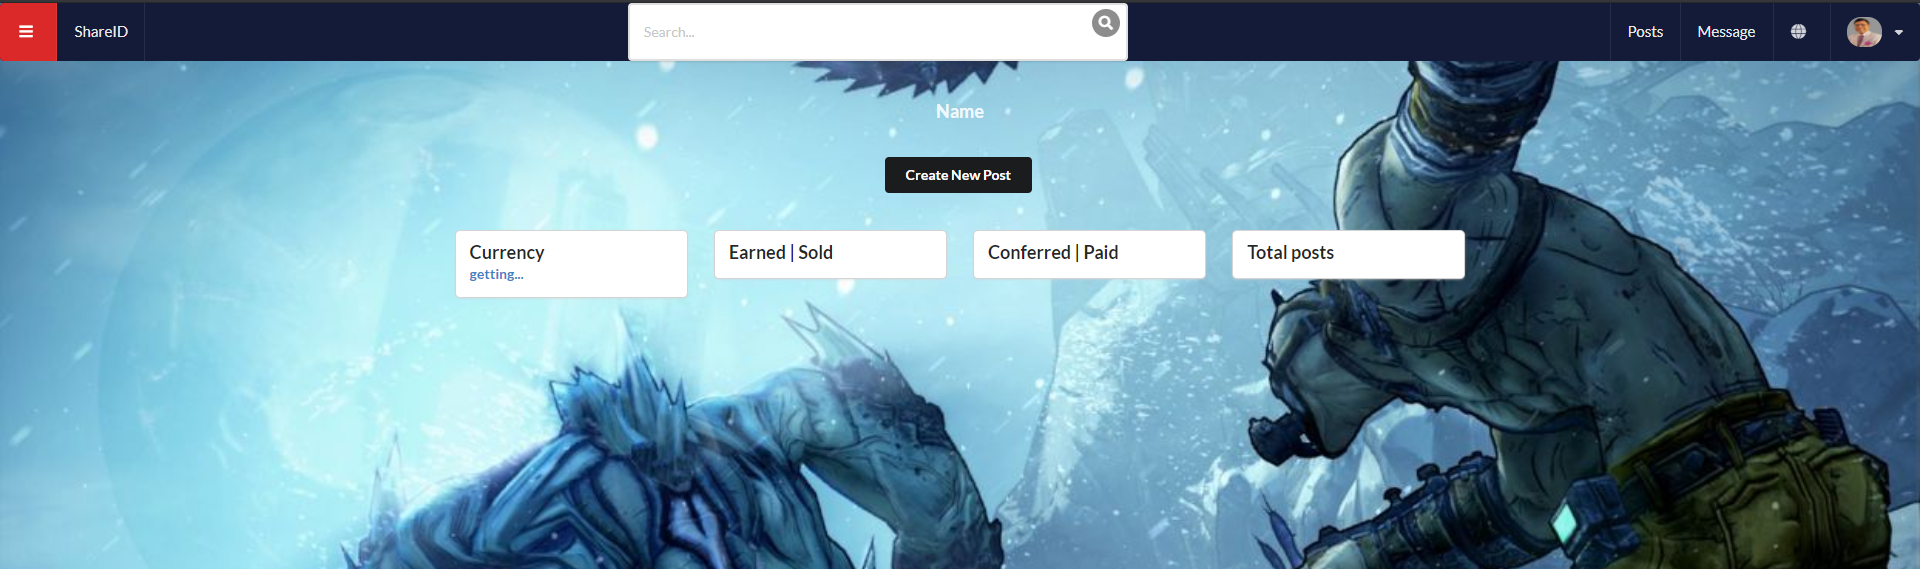 ShareID
Search...
Posts
Message
Name
Create New Post
Currency
getting...
Earned | Sold
Conferred | Paid
Total posts